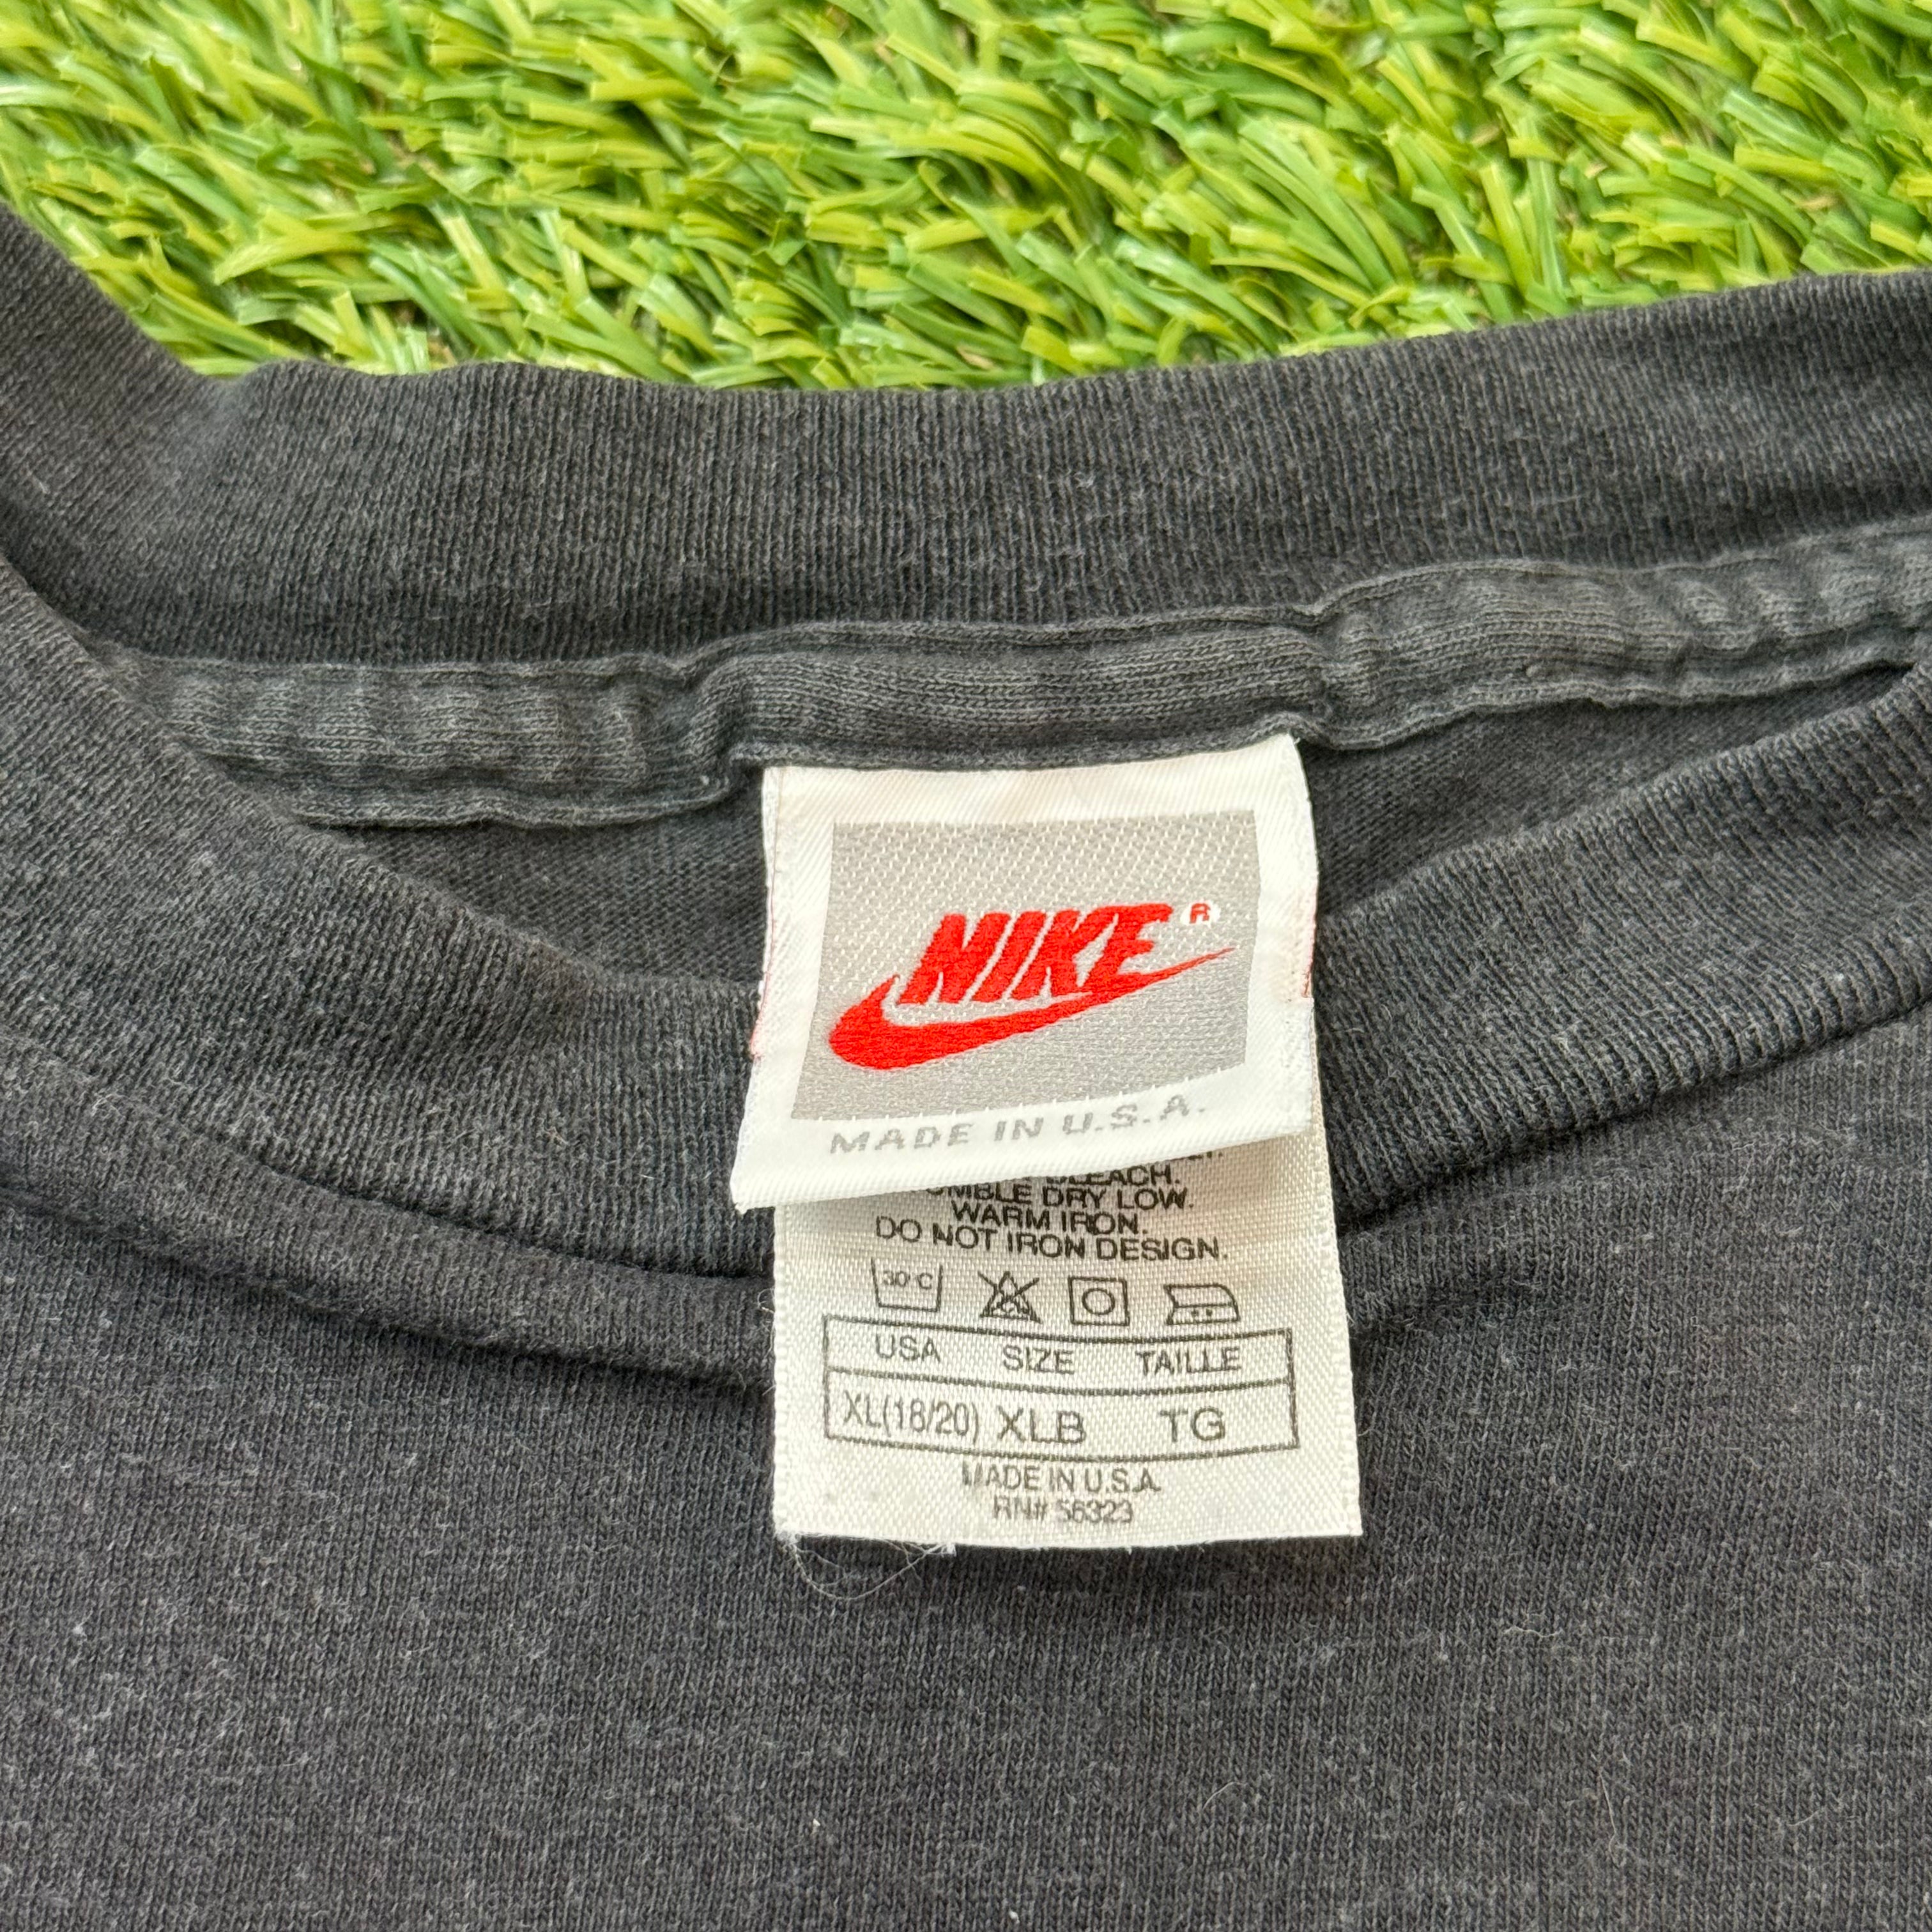 NIKE®
MADE IN U.S.A.
BLEACH.
TUMBLE DRY LOW.
WARM IRON.
DO NOT IRON DESIGN.
30°C
USA SIZE TAILLE
XL(18/20) XLB TG
MADE IN U.S.A.
RN# 56323